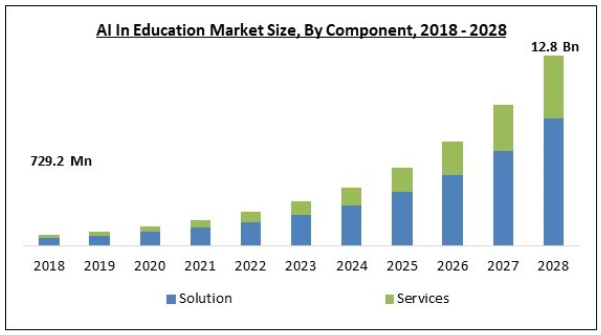 AI In Education Market Size, By Component, 2018 - 2028
12.8 Bn
729.2 Mn
2018 2019 2020 2021 2022 2023 2024 2025 2026 2027 2028
Solution Services